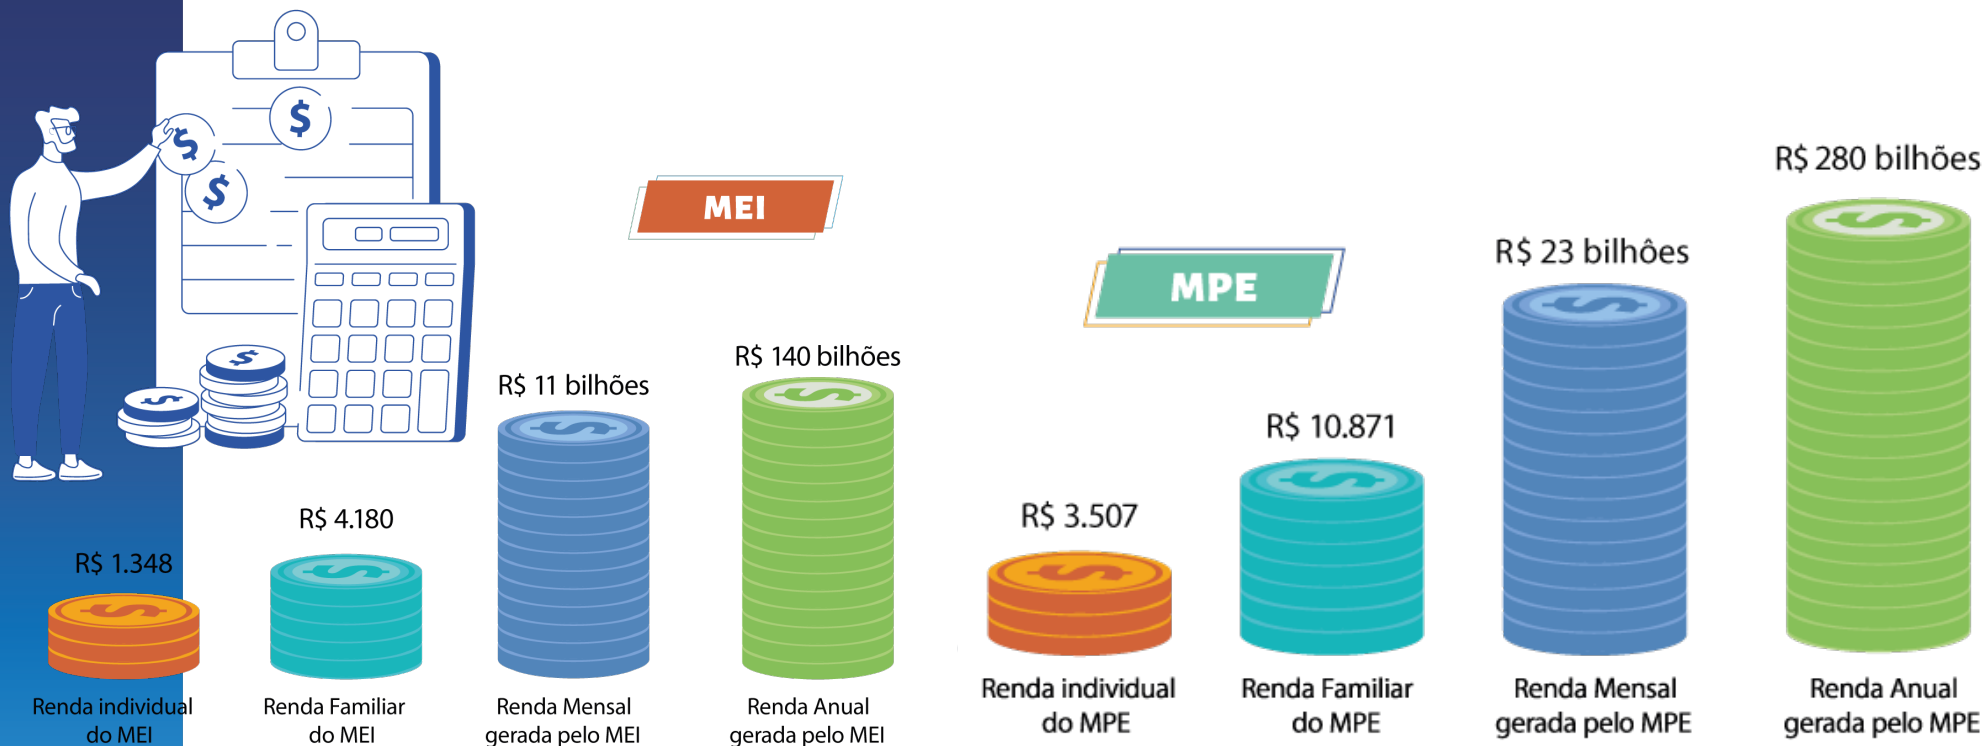 MEI
R$ 1.348
R$ 4.180
R$ 11 bilhões
R$ 140 bilhões
Renda individual
do MEI
Renda Familiar
do MEI
Renda Mensal
gerada pelo MEI
Renda Anual
gerada pelo MEI
MPE
R$ 3.507
R$ 10.871
R$ 23 bilhões
R$ 280 bilhões
Renda individual
do MPE
Renda Familiar
do MPE
Renda Mensal
gerada pelo MPE
Renda Anual
gerada pelo MPE